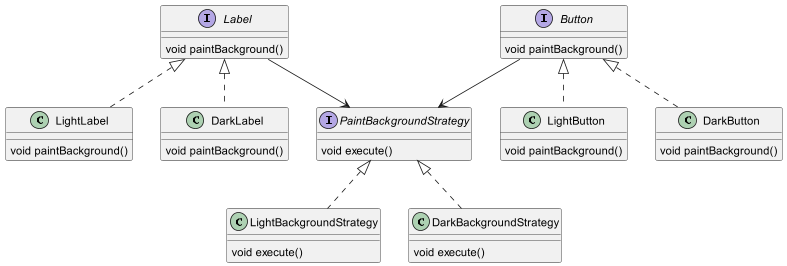 I Label
void paintBackground()
I Button
void paintBackground()
C LightLabel
void paintBackground()
C DarkLabel
void paintBackground()
I PaintBackgroundStrategy
void execute()
C LightButton
void paintBackground()
C DarkButton
void paintBackground()
C LightBackgroundStrategy
void execute()
C DarkBackgroundStrategy
void execute()